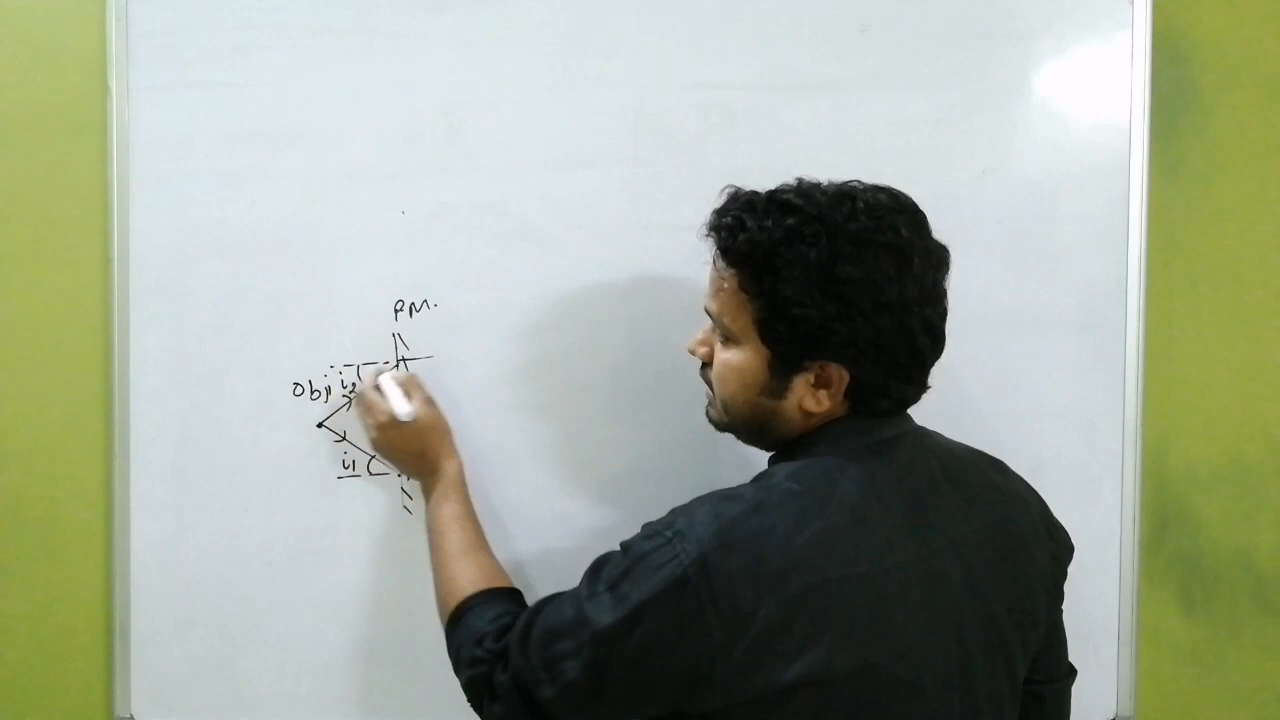 P.M.
Obj i₂
i₁